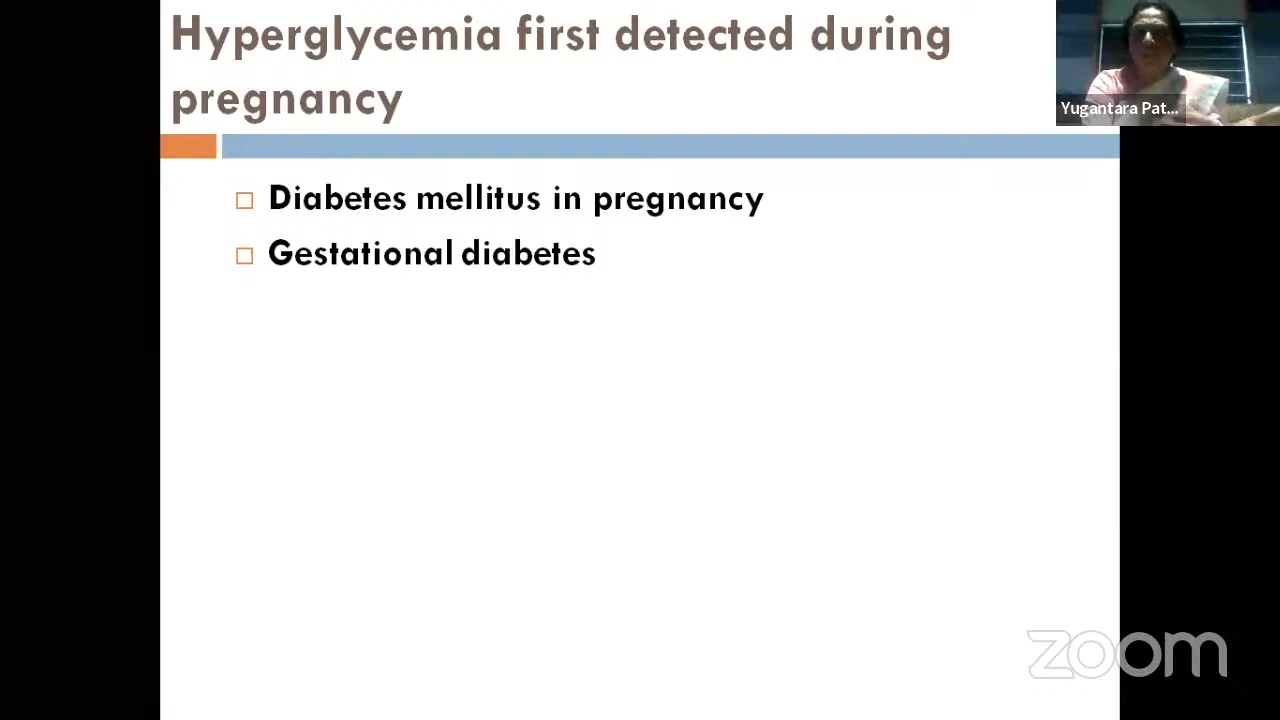 Hyperglycemia first detected during
pregnancy
Yugantara Pat...
Diabetes mellitus in pregnancy
Gestational diabetes
zoom